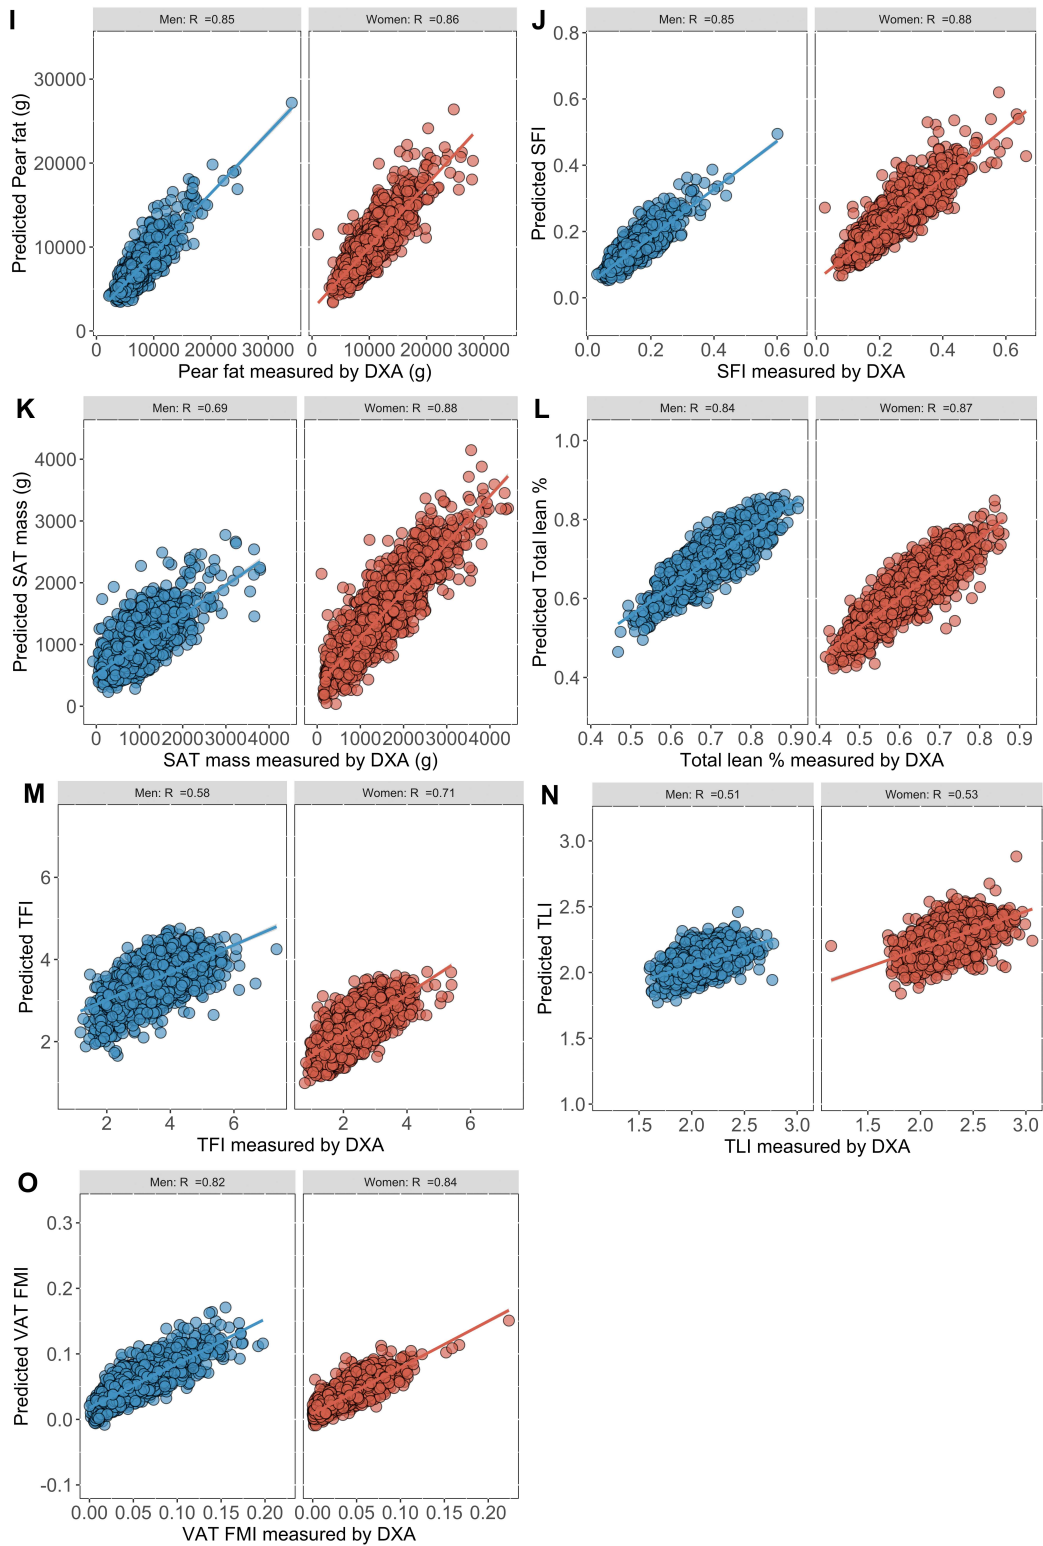 I
Men: R =0.85
Women: R =0.86
Predicted Pear fat (g)
30000
20000
10000
0
0 10000 20000 30000
0 10000 20000 30000
Pear fat measured by DXA (g)
J
Men: R =0.85
Women: R =0.88
Predicted SFI
0.8
0.6
0.4
0.2
0.0
0.0 0.2 0.4 0.6
0.0 0.2 0.4 0.6
SFI measured by DXA
K
Men: R =0.69
Women: R =0.88
Predicted SAT mass (g)
4000
3000
2000
1000
0
0 1000 2000 3000 4000
0 1000 2000 3000 4000
SAT mass measured by DXA (g)
L
Men: R =0.84
Women: R =0.87
Predicted Total lean %
1.0
0.8
0.6
0.4
0.4 0.5 0.6 0.7 0.8 0.9
0.4 0.5 0.6 0.7 0.8 0.9
Total lean % measured by DXA
M
Men: R =0.58
Women: R =0.71
Predicted TFI
6
4
2
2 4 6
2 4 6
TFI measured by DXA
N
Men: R =0.51
Women: R =0.53
Predicted TLI
3.0
2.5
2.0
1.5
1.0
1.5 2.0 2.5 3.0
1.5 2.0 2.5 3.0
TLI measured by DXA
O
Men: R =0.82
Women: R =0.84
Predicted VAT FMI
0.3
0.2
0.1
0.0
-0.1
0.00 0.05 0.10 0.15 0.20
0.00 0.05 0.10 0.15 0.20
VAT FMI measured by DXA